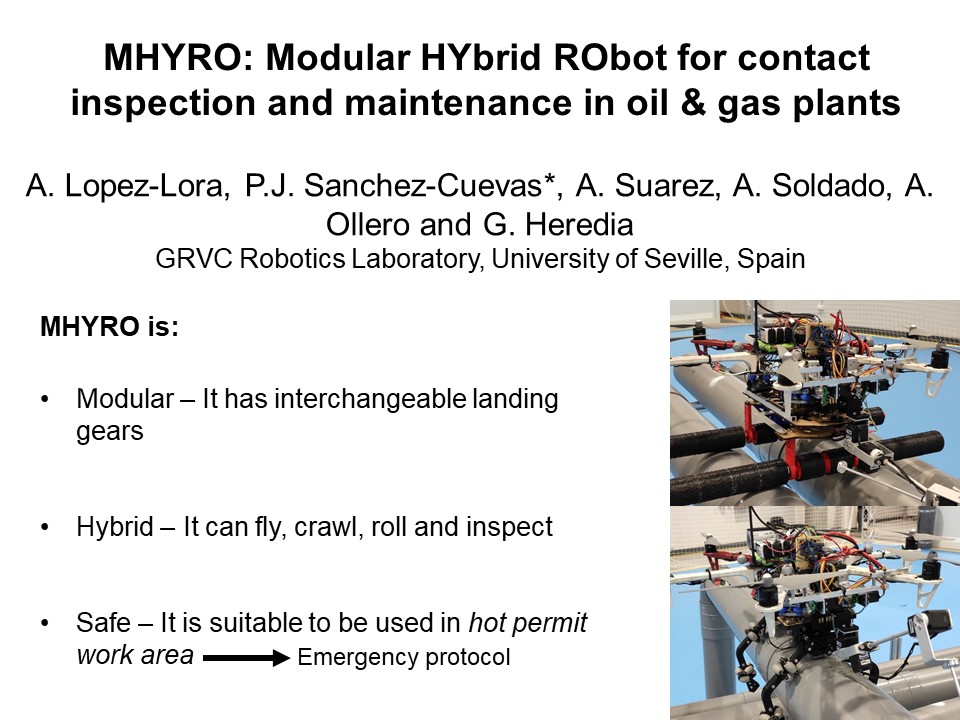 MHYRO: Modular HYbrid RObot for contact
inspection and maintenance in oil & gas plants
A. Lopez-Lora, P.J. Sanchez-Cuevas*, A. Suarez, A. Soldado, A.
Ollero and G. Heredia
GRVC Robotics Laboratory, University of Seville, Spain
MHYRO is:
• Modular – It has interchangeable landing
gears
• Hybrid – It can fly, crawl, roll and inspect
• Safe – It is suitable to be used in hot permit
work area
Emergency protocol